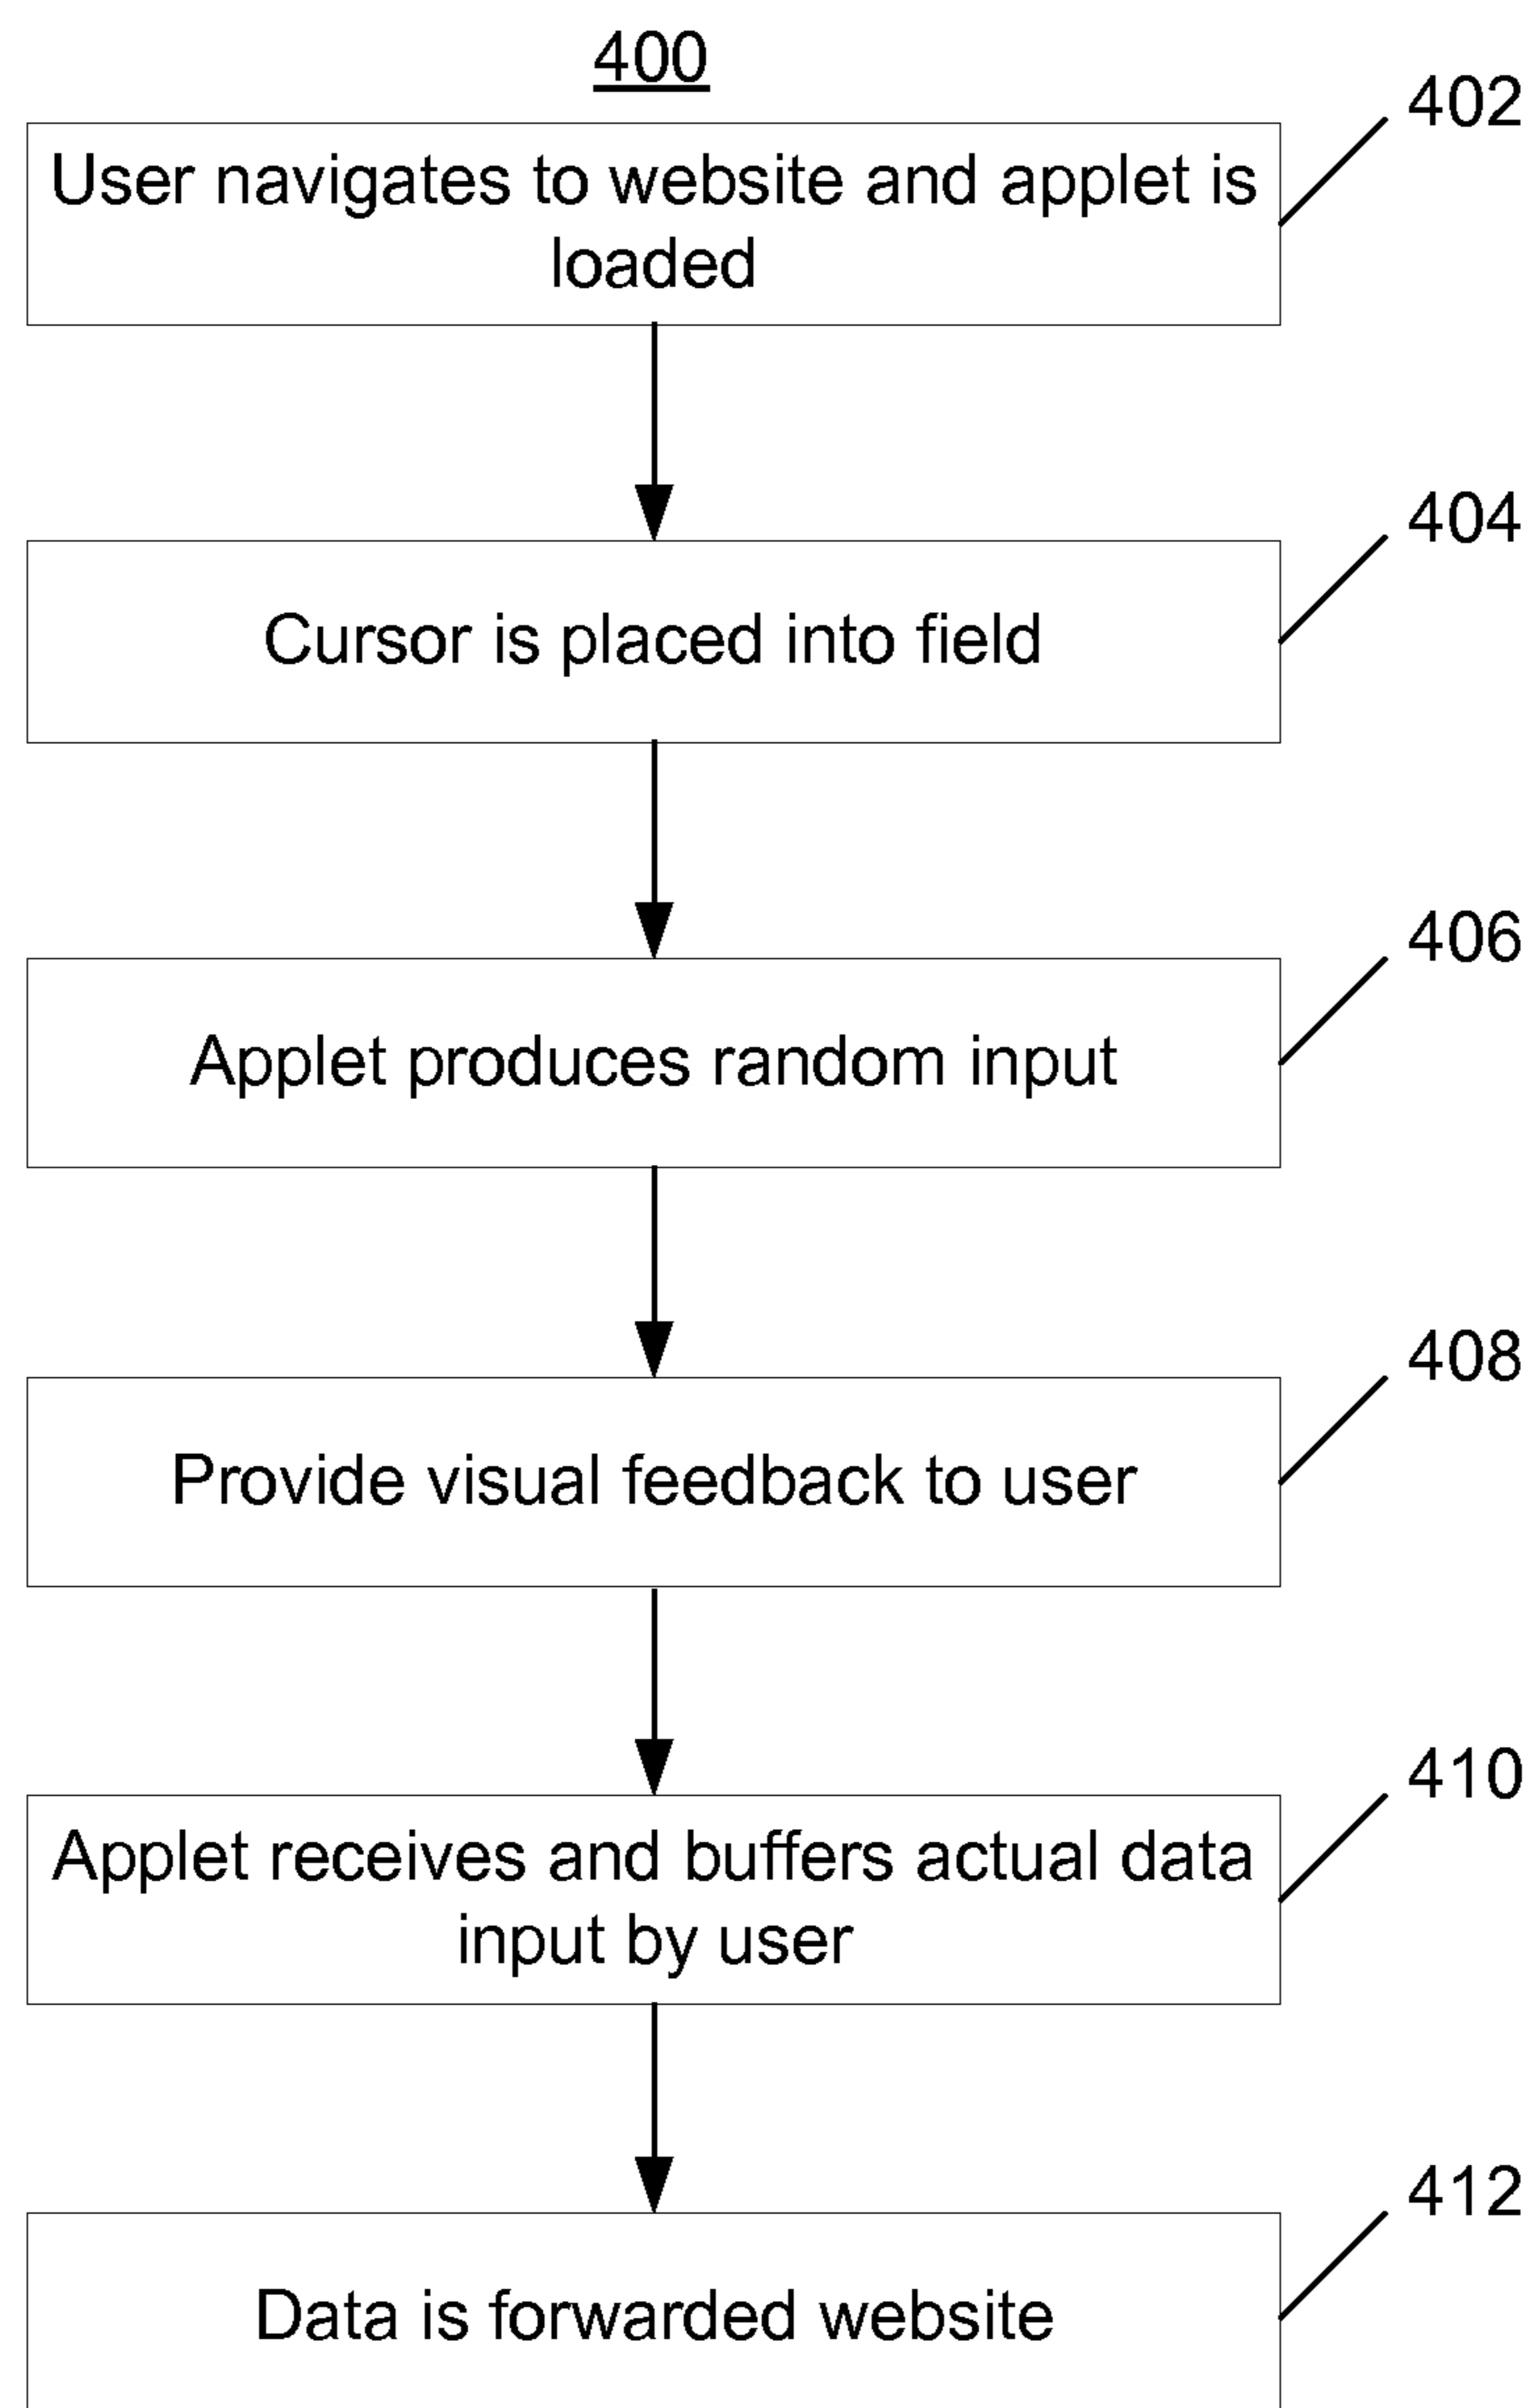 400
402
User navigates to website and applet is
loaded
404
Cursor is placed into field
406
Applet produces random input
408
Provide visual feedback to user
410
Applet receives and buffers actual data
input by user
412
Data is forwarded website